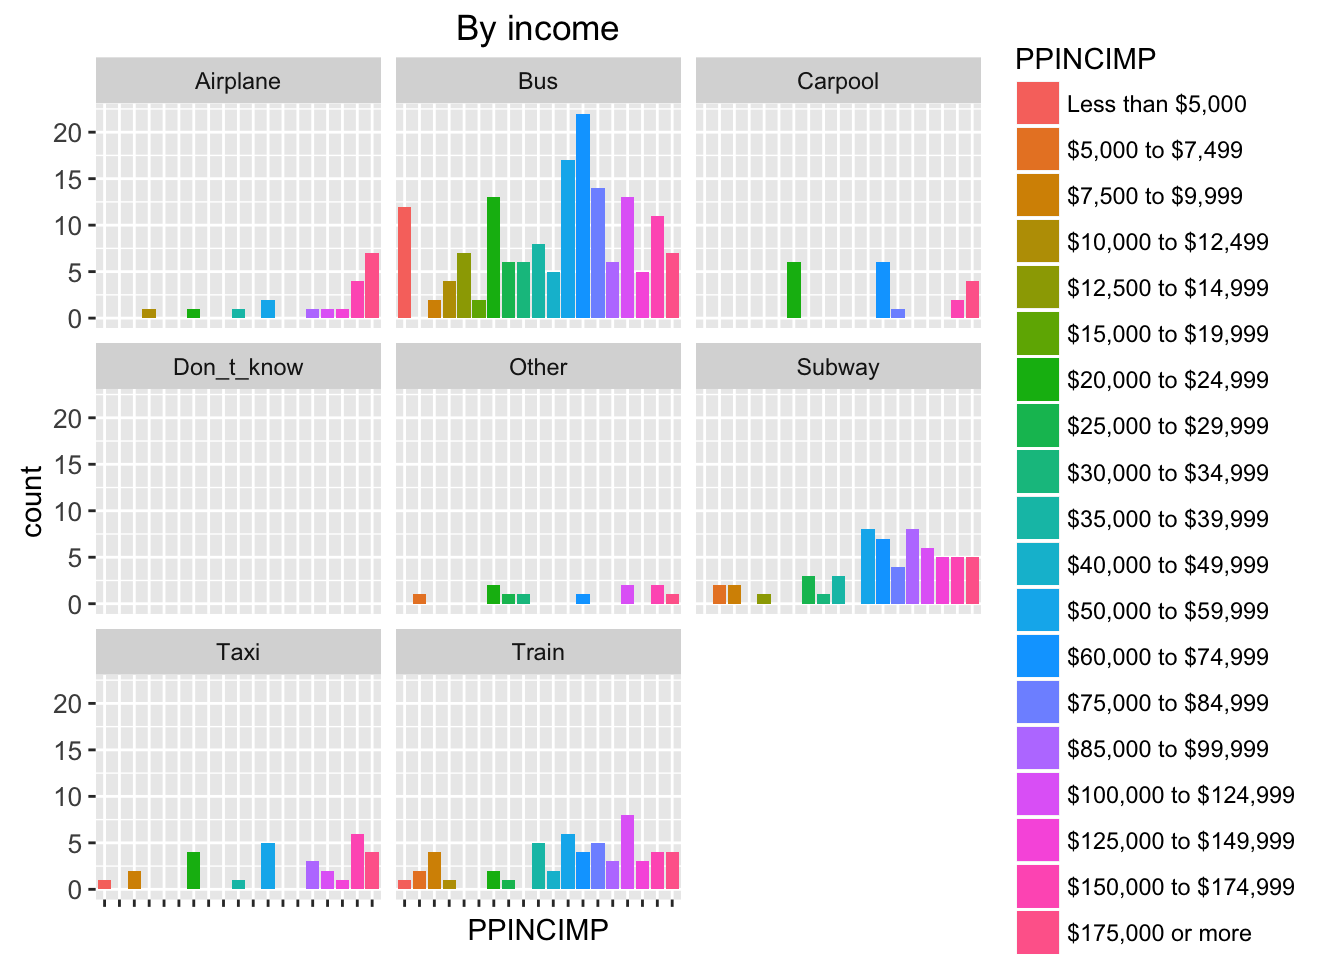 By income
Airplane
Bus
Carpool
20
15
10
5
0
Don_t_know
Other
Subway
20
15
10
5
0
count
Taxi
Train
20
15
10
5
0
PPINCIMP
PPINCIMP
Less than $5,000
$5,000 to $7,499
$7,500 to $9,999
$10,000 to $12,499
$12,500 to $14,999
$15,000 to $19,999
$20,000 to $24,999
$25,000 to $29,999
$30,000 to $34,999
$35,000 to $39,999
$40,000 to $49,999
$50,000 to $59,999
$60,000 to $74,999
$75,000 to $84,999
$85,000 to $99,999
$100,000 to $124,999
$125,000 to $149,999
$150,000 to $174,999
$175,000 or more